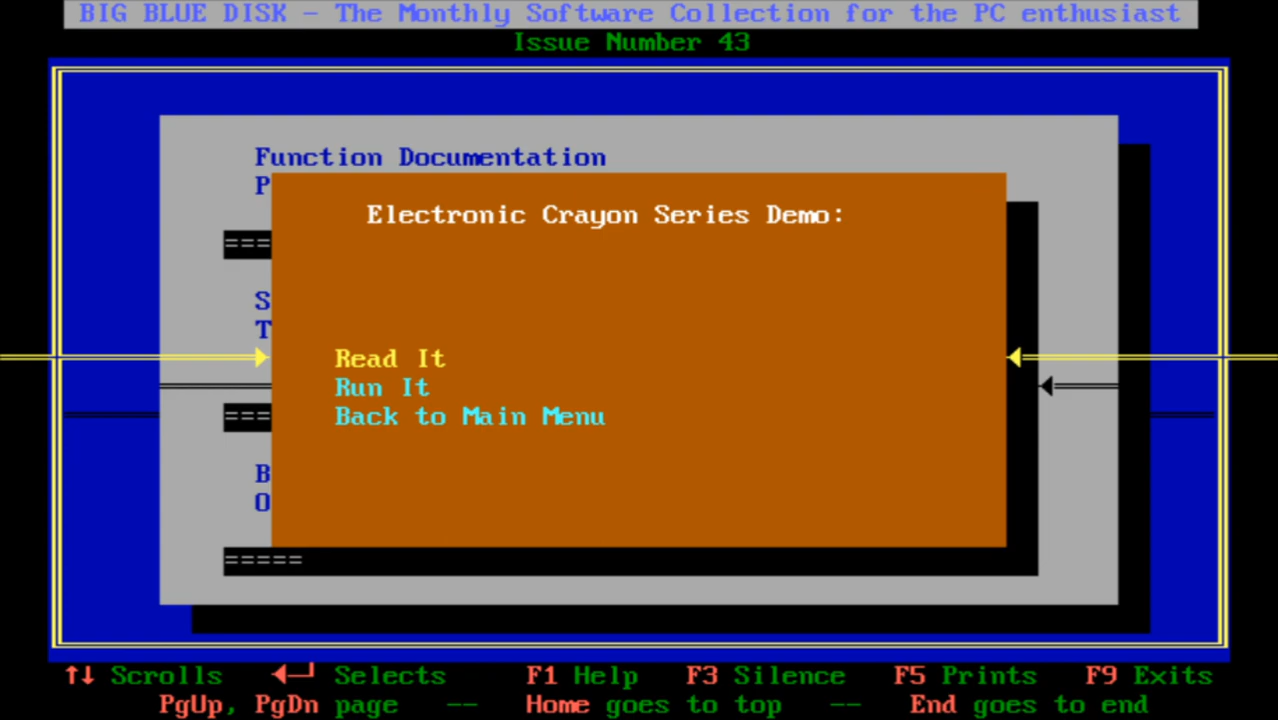 BIG BLUE DISK - The Monthly Software Collection for the PC enthusiast
Issue Number 43
Function Documentation
P
Electronic Crayon Series Demo:
===
S
T
Read It
Run It
Back to Main Menu
===
B
O
=====
↑↓ Scrolls ◄─┘ Selects F1 Help F3 Silence F5 Prints F9 Exits
PgUp, PgDn page -- Home goes to top -- End goes to end